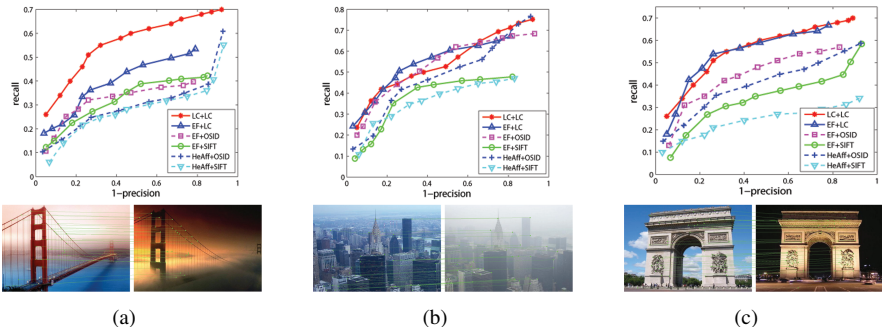 0.7
0.6
0.5
0.4
0.3
0.2
0.1
0
recall
0 0.2 0.4 0.6 0.8 1
1−precision
LC+LC
EF+LC
EF+OSID
EF+SIFT
HeAff+OSID
HeAff+SIFT
(a)
0.8
0.7
0.6
0.5
0.4
0.3
0.2
0.1
0
recall
0 0.2 0.4 0.6 0.8 1
1−precision
LC+LC
EF+LC
EF+OSID
EF+SIFT
HeAff+OSID
HeAff+SIFT
(b)
0.7
0.6
0.5
0.4
0.3
0.2
0.1
0
recall
0 0.2 0.4 0.6 0.8 1
1−precision
LC+LC
EF+LC
EF+OSID
EF+SIFT
HeAff+OSID
HeAff+SIFT
(c)